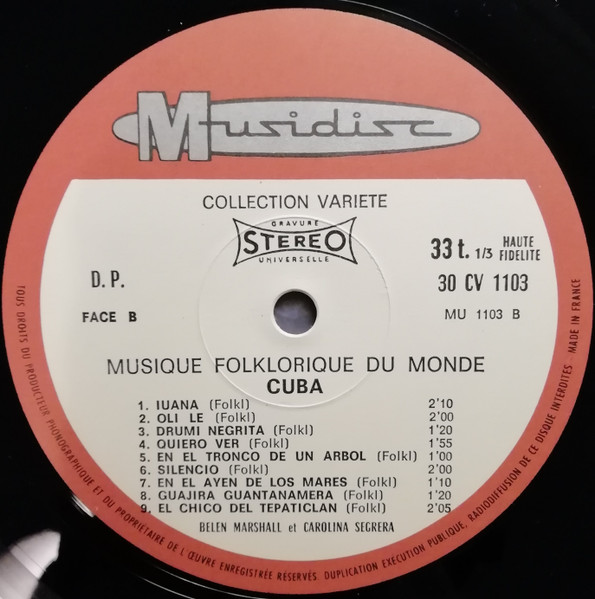 Musidisc
COLLECTION VARIETE
GRAVURE
STEREO
UNIVERSELLE
33 t. 1/3 HAUTE FIDELITE
D.P.
30 CV 1103
FACE B
MU 1103 B
MUSIQUE FOLKLORIQUE DU MONDE
CUBA
1. IUANA (Folkl) 2'10
2. OLI LE (Folkl) 2'00
3. DRUMI NEGRITA (Folkl) 1'20
4. QUIERO VER (Folkl) 1'55
5. EN EL TRONCO DE UN ARBOL (Folkl) 1'00
6. SILENCIO (Folkl) 2'00
7. EN EL AYEN DE LOS MARES (Folkl) 1'10
8. GUAJIRA GUANTANAMERA (Folkl) 1'20
9. EL CHICO DEL TEPATICLAN (Folkl) 2'05
BELEN MARSHALL et CAROLINA SEGRERA
TOUS DROITS DU PRODUCTEUR PHONOGRAPHIQUE ET DU PROPRIETAIRE DE L'ŒUVRE ENREGISTRÉE RÉSERVÉS. DUPLICATION EXECUTION PUBLIQUE, RADIODIFFUSION DE CE DISQUE INTERDITES. MADE IN FRANCE